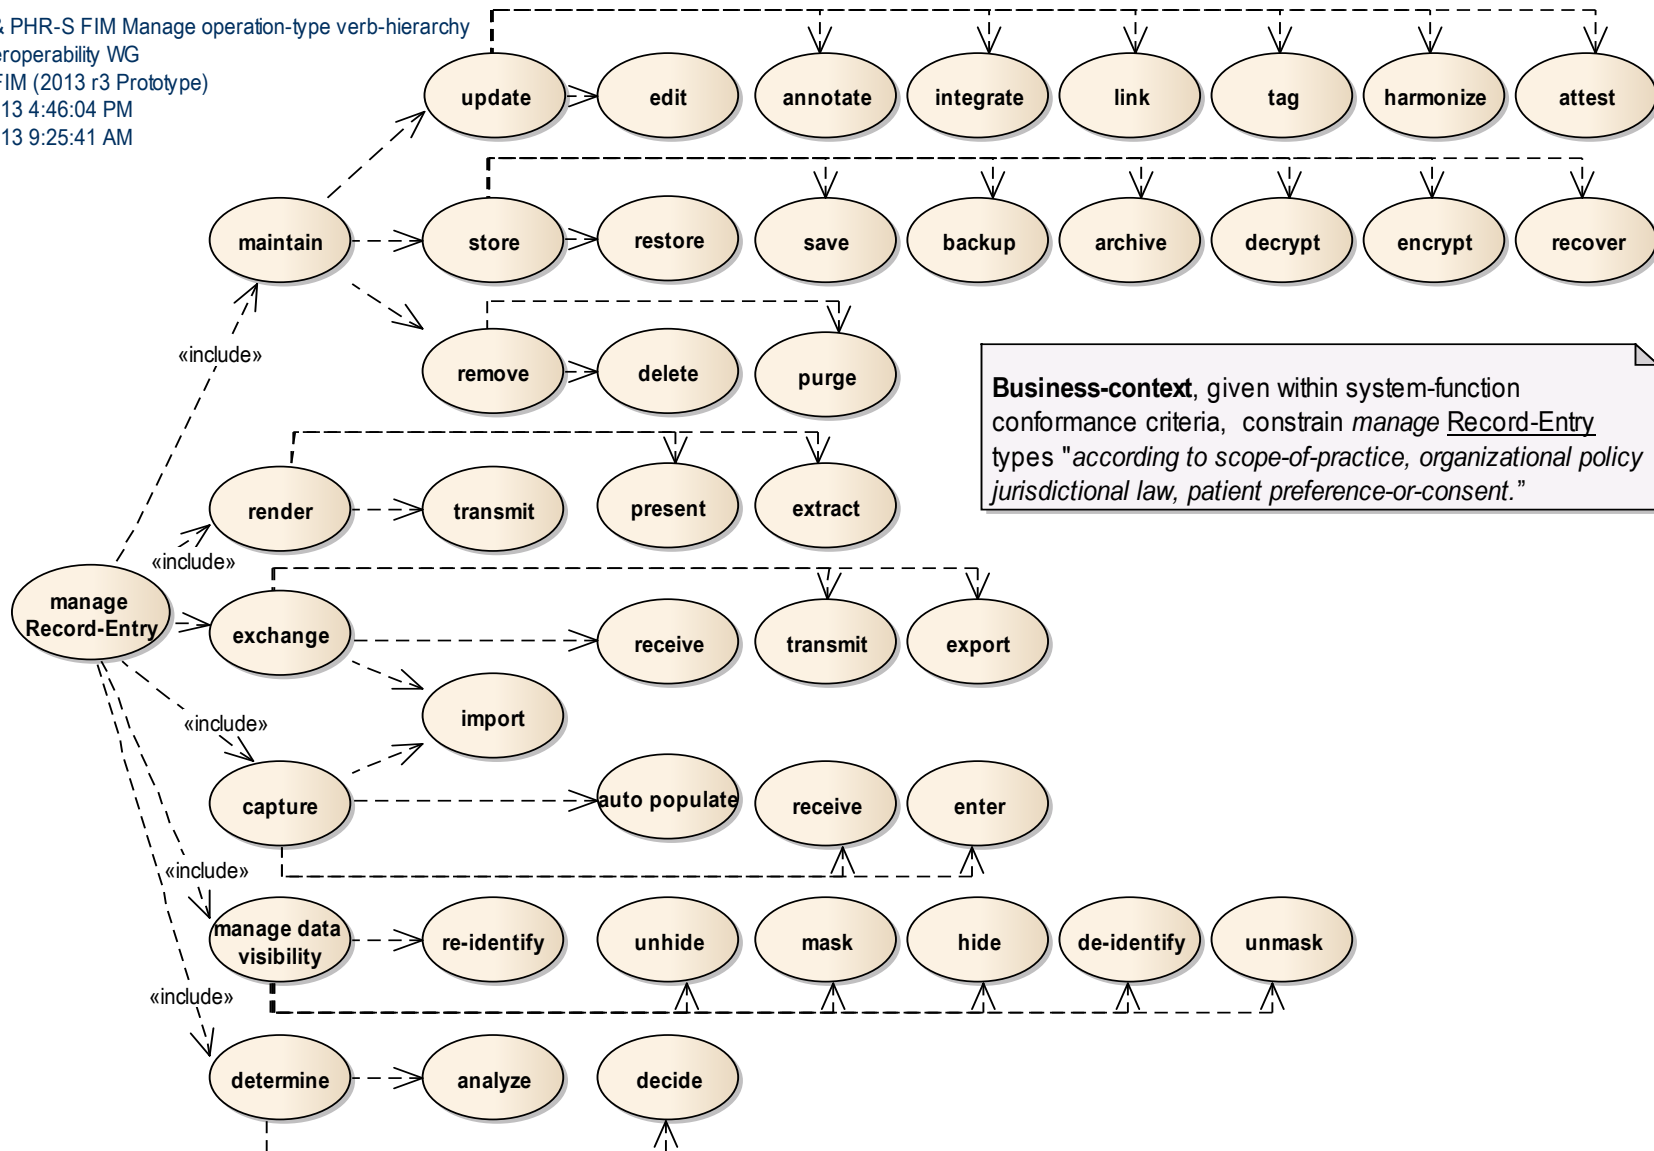 & PHR-S FIM Manage operation-type verb-hierarchy
eroperability WG
FIM (2013 r3 Prototype)
13 4:46:04 PM
13 9:25:41 AM
update
edit
annotate
integrate
link
tag
harmonize
attest
maintain
store
restore
save
backup
archive
decrypt
encrypt
recover
«include»
remove
delete
purge
Business-context, given within system-function
conformance criteria, constrain manage Record-Entry
types "according to scope-of-practice, organizational policy
jurisdictional law, patient preference-or-consent.”
render
transmit
present
extract
«include»
manage
Record-Entry
exchange
receive
transmit
export
import
«include»
capture
auto populate
receive
enter
«include»
manage data
visibility
re-identify
unhide
mask
hide
de-identify
unmask
«include»
determine
analyze
decide